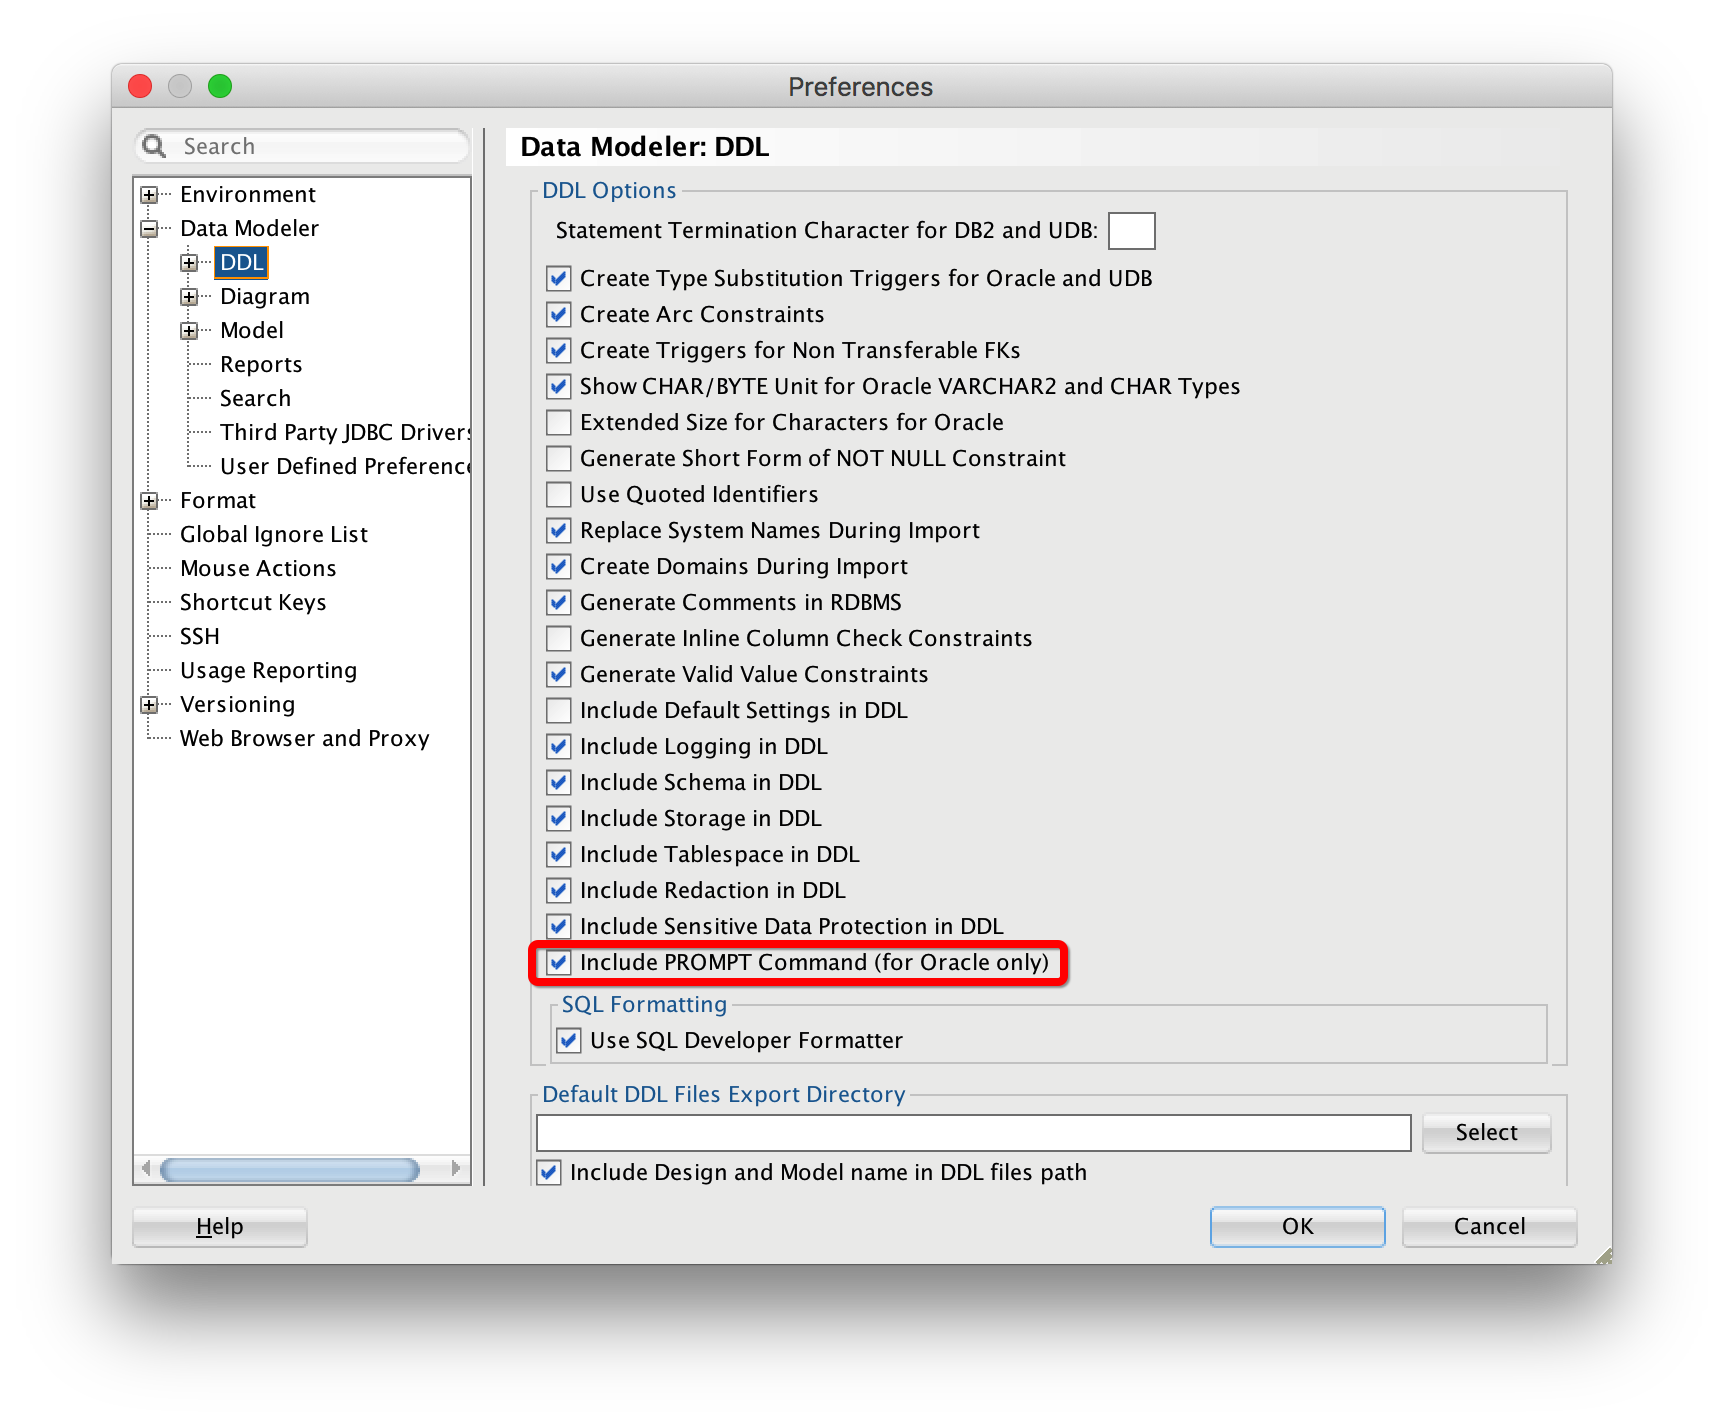 Preferences
Search
Environment
Data Modeler
DDL
Diagram
Model
Reports
Search
Third Party JDBC Drivers
User Defined Preference
Format
Global Ignore List
Mouse Actions
Shortcut Keys
SSH
Usage Reporting
Versioning
Web Browser and Proxy
Data Modeler: DDL
DDL Options
Statement Termination Character for DB2 and UDB:
Create Type Substitution Triggers for Oracle and UDB
Create Arc Constraints
Create Triggers for Non Transferable FKs
Show CHAR/BYTE Unit for Oracle VARCHAR2 and CHAR Types
Extended Size for Characters for Oracle
Generate Short Form of NOT NULL Constraint
Use Quoted Identifiers
Replace System Names During Import
Create Domains During Import
Generate Comments in RDBMS
Generate Inline Column Check Constraints
Generate Valid Value Constraints
Include Default Settings in DDL
Include Logging in DDL
Include Schema in DDL
Include Storage in DDL
Include Tablespace in DDL
Include Redaction in DDL
Include Sensitive Data Protection in DDL
Include PROMPT Command (for Oracle only)
SQL Formatting
Use SQL Developer Formatter
Default DDL Files Export Directory
Select
Include Design and Model name in DDL files path
Help
OK
Cancel